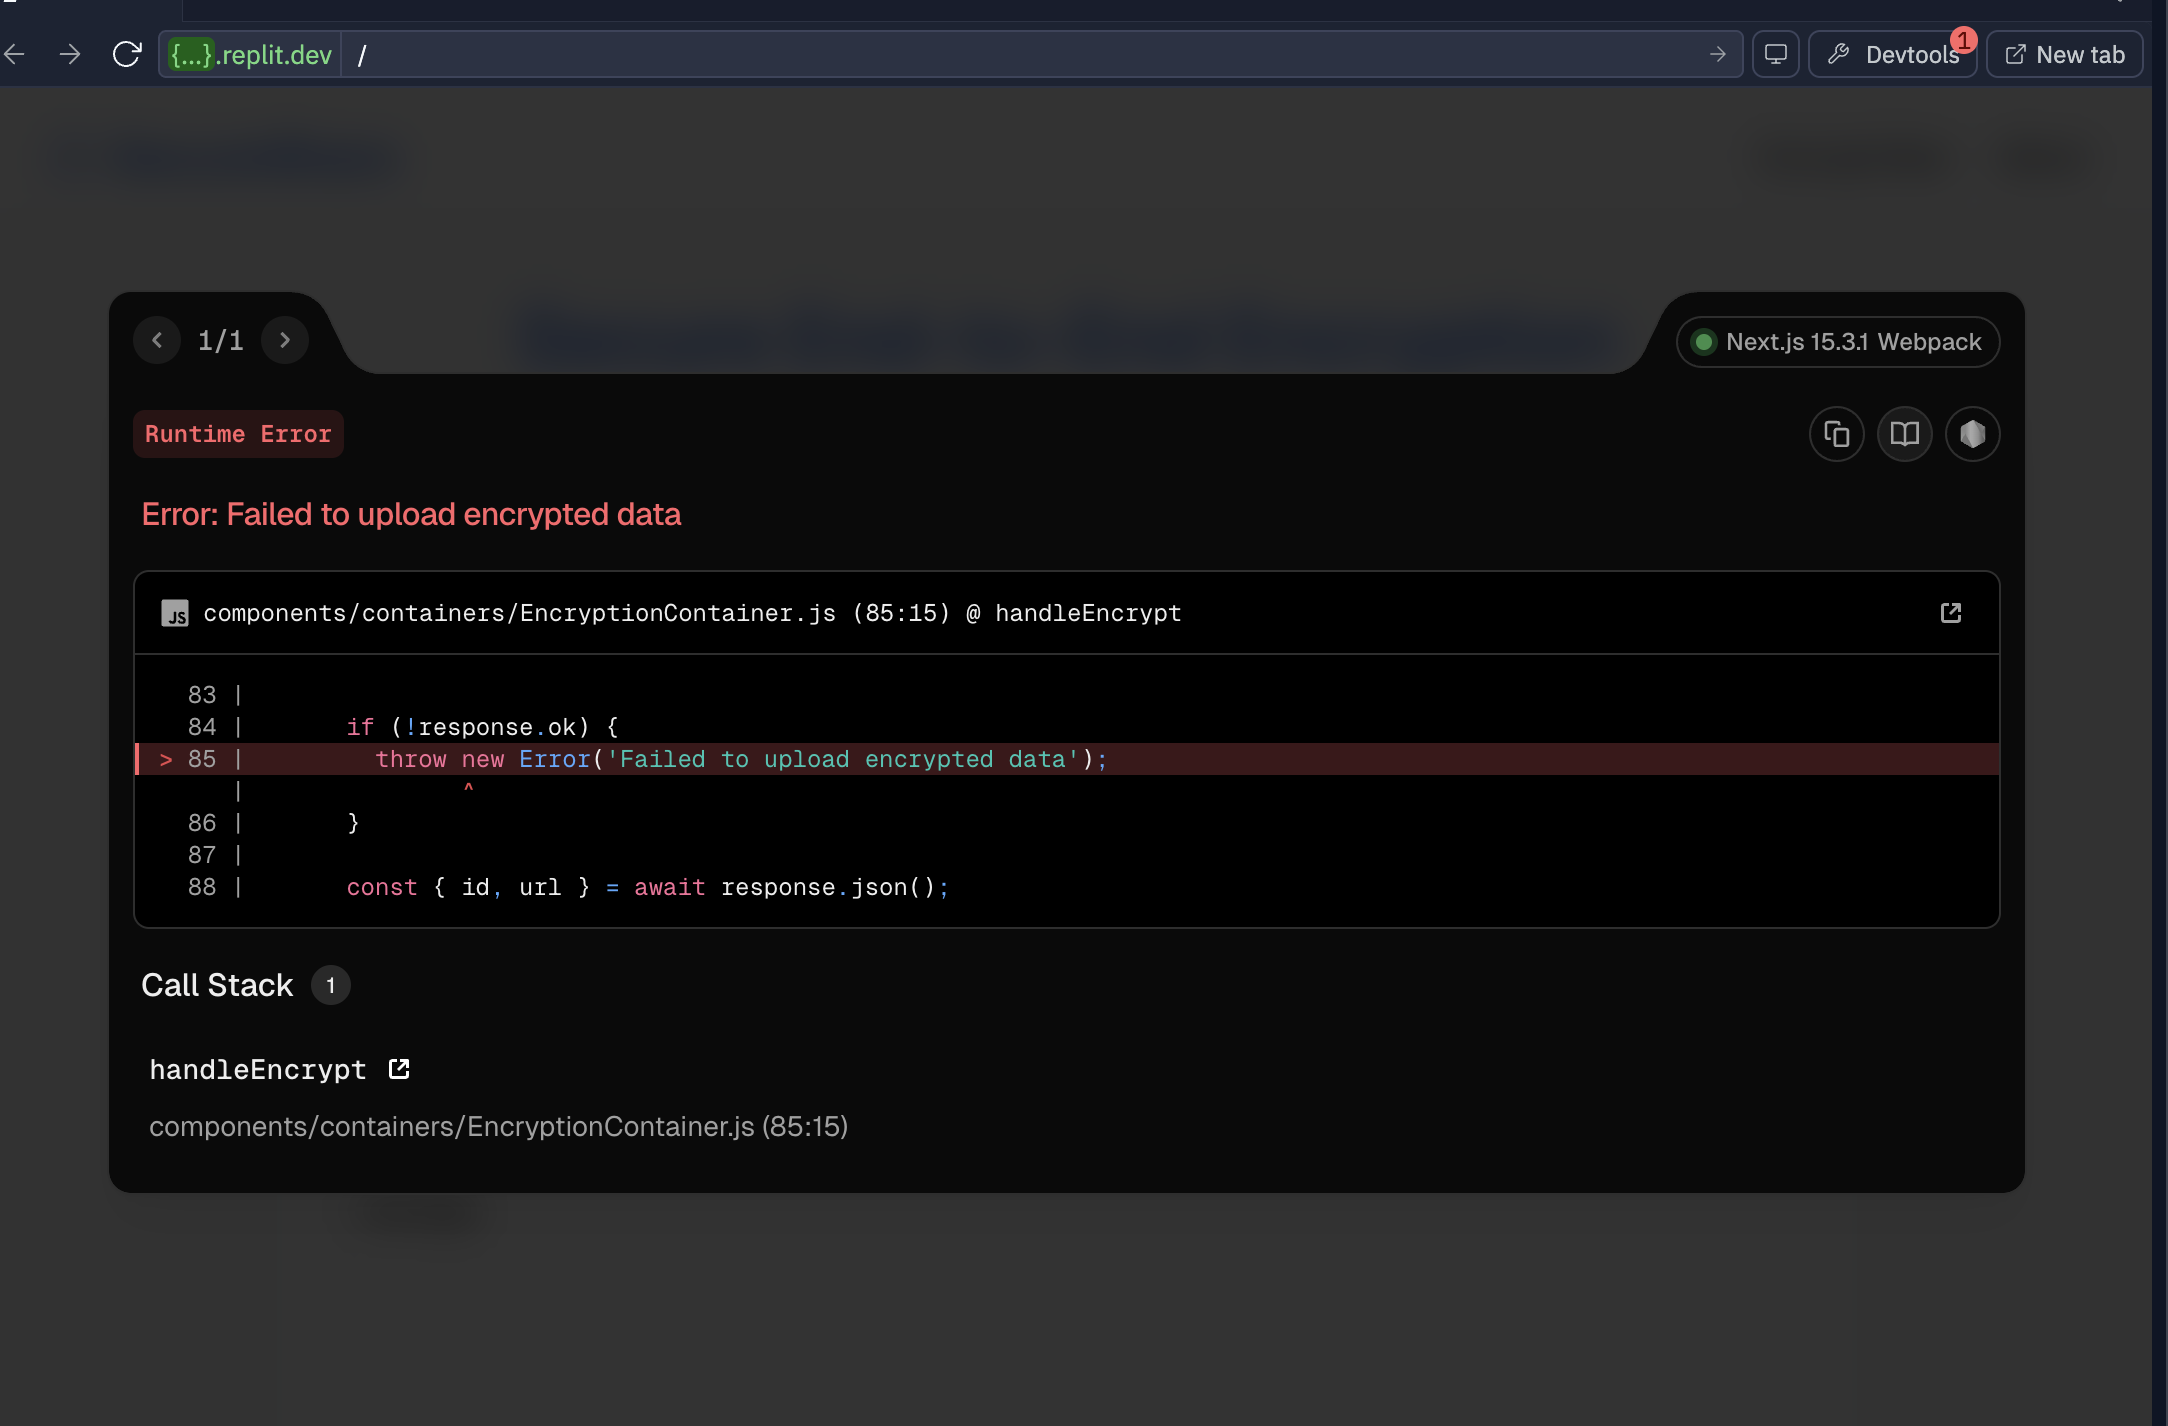 {...}.replit.dev
/
Devtools
1
New tab
1/1
Next.js 15.3.1 Webpack
Runtime Error
Error: Failed to upload encrypted data
JS
components/containers/EncryptionContainer.js (85:15) @ handleEncrypt
83 |
84 |       if (!response.ok) {
> 85 |         throw new Error('Failed to upload encrypted data');
|               ^
86 |       }
87 |
88 |       const { id, url } = await response.json();
Call Stack 1
handleEncrypt
components/containers/EncryptionContainer.js (85:15)